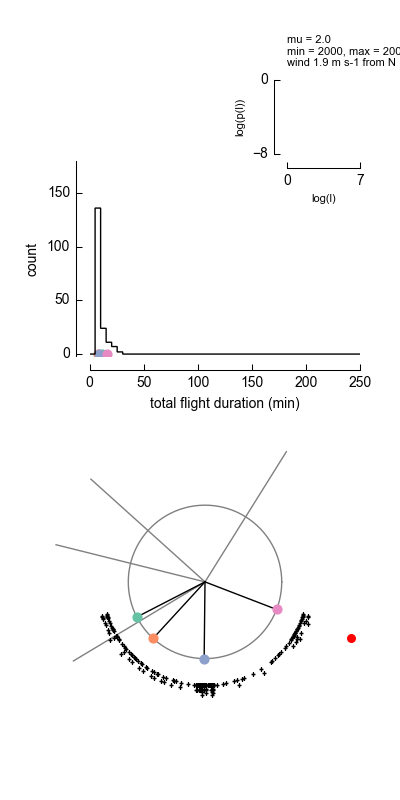 mu = 2.0
min = 2000, max = 200
wind 1.9 m s-1 from N
0
log(p(l))
−8
0 7
log(l)
150
100
50
0
count
0 50 100 150 200 250
total flight duration (min)